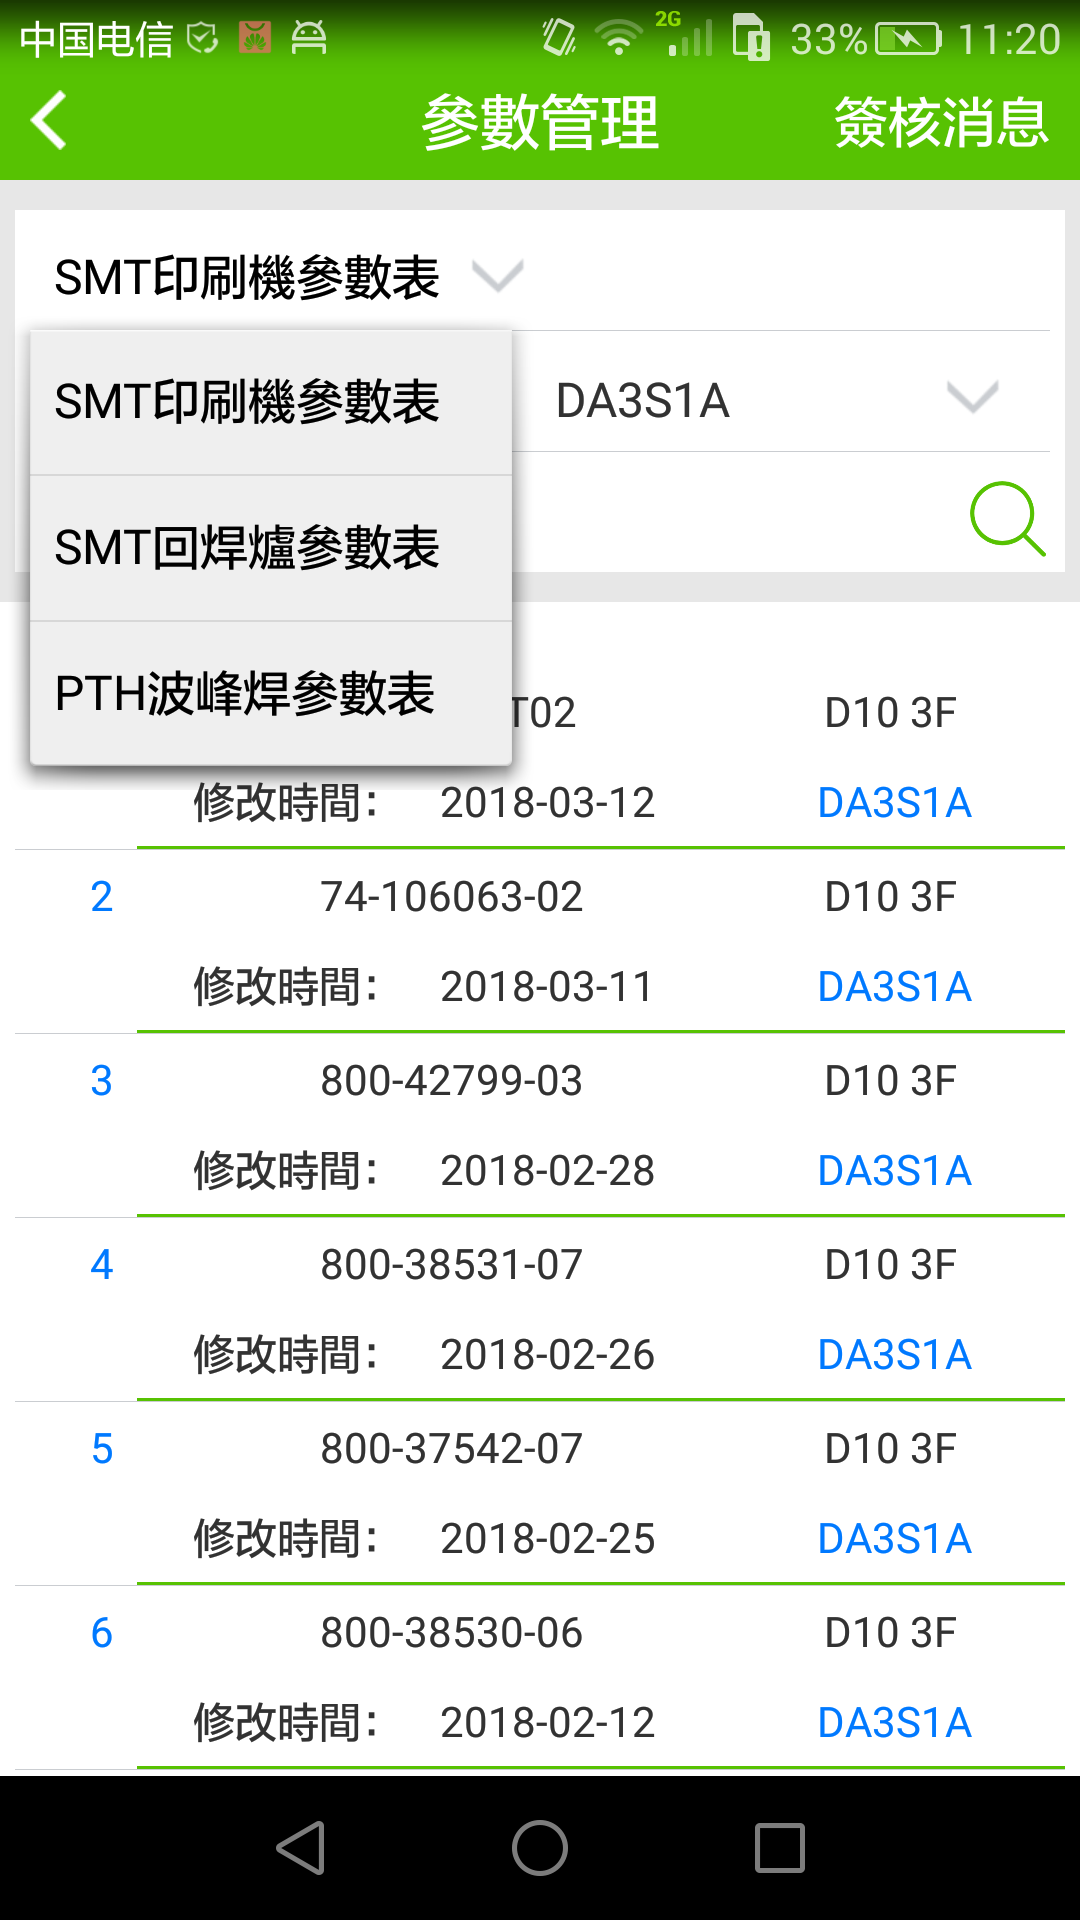 中国电信 2G 33% 11:20
參數管理 簽核消息
SMT印刷機參數表
SMT印刷機參數表 DA3S1A
SMT回焊爐參數表
PTH波峰焊參數表
T02 D10 3F
修改時間： 2018-03-12 DA3S1A
2 74-106063-02 D10 3F
修改時間： 2018-03-11 DA3S1A
3 800-42799-03 D10 3F
修改時間： 2018-02-28 DA3S1A
4 800-38531-07 D10 3F
修改時間： 2018-02-26 DA3S1A
5 800-37542-07 D10 3F
修改時間： 2018-02-25 DA3S1A
6 800-38530-06 D10 3F
修改時間： 2018-02-12 DA3S1A